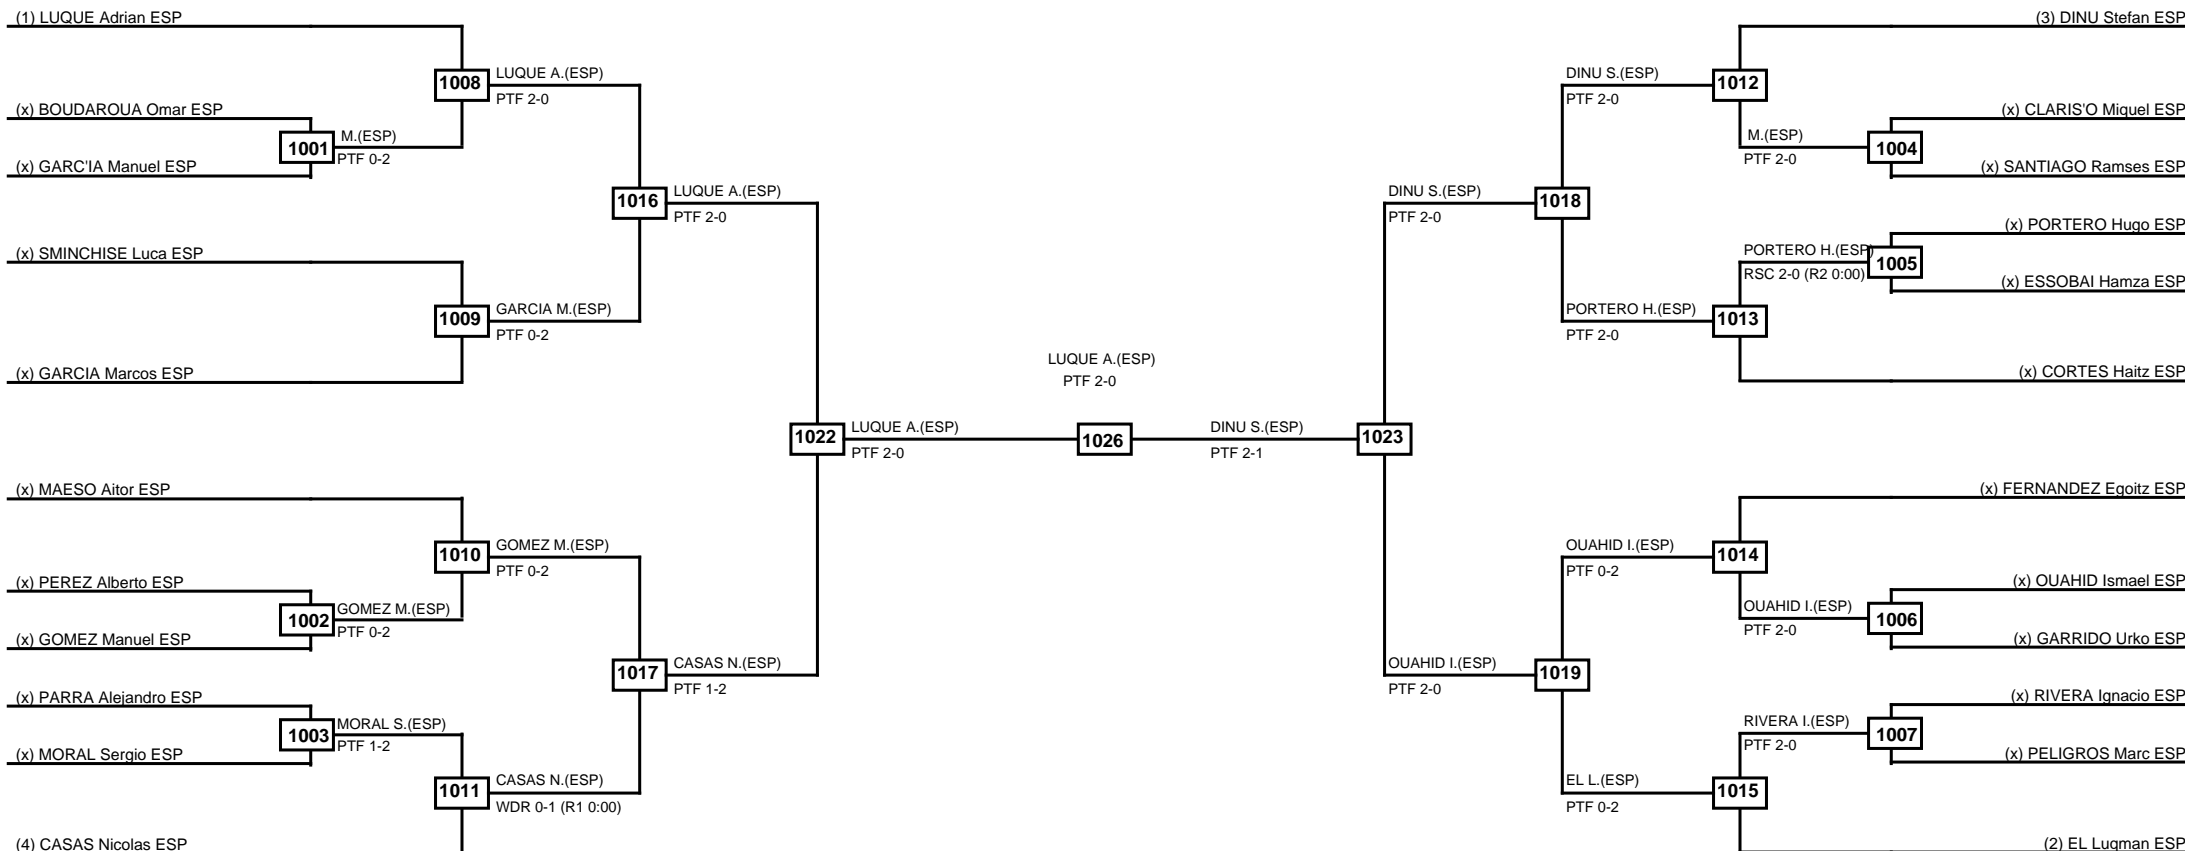 (1) LUQUE Adrian ESP
1008
LUQUE A.(ESP)
PTF 2-0
(x) BOUDAROUA Omar ESP
1001
M.(ESP)
PTF 0-2
(x) GARC'IA Manuel ESP
1016
LUQUE A.(ESP)
PTF 2-0
(x) SMINCHISE Luca ESP
1009
GARCIA M.(ESP)
PTF 0-2
(x) GARCIA Marcos ESP
1022
LUQUE A.(ESP)
PTF 2-0
(x) MAESO Aitor ESP
1010
GOMEZ M.(ESP)
PTF 0-2
(x) PEREZ Alberto ESP
1002
GOMEZ M.(ESP)
PTF 0-2
(x) GOMEZ Manuel ESP
1017
CASAS N.(ESP)
PTF 1-2
(x) PARRA Alejandro ESP
1003
MORAL S.(ESP)
PTF 1-2
(x) MORAL Sergio ESP
1011
CASAS N.(ESP)
WDR 0-1 (R1 0:00)
(4) CASAS Nicolas ESP
LUQUE A.(ESP)
PTF 2-0
1026
(3) DINU Stefan ESP
DINU S.(ESP)
PTF 2-0
1012
(x) CLARIS'O Miquel ESP
M.(ESP)
PTF 2-0
1004
(x) SANTIAGO Ramses ESP
DINU S.(ESP)
PTF 2-0
1018
(x) PORTERO Hugo ESP
PORTERO H.(ESP)
RSC 2-0 (R2 0:00)
1005
(x) ESSOBAI Hamza ESP
PORTERO H.(ESP)
PTF 2-0
1013
(x) CORTES Haitz ESP
DINU S.(ESP)
PTF 2-1
1023
(x) FERNANDEZ Egoitz ESP
OUAHID I.(ESP)
PTF 0-2
1014
(x) OUAHID Ismael ESP
OUAHID I.(ESP)
PTF 2-0
1006
(x) GARRIDO Urko ESP
OUAHID I.(ESP)
PTF 2-0
1019
(x) RIVERA Ignacio ESP
RIVERA I.(ESP)
PTF 2-0
1007
(x) PELIGROS Marc ESP
EL L.(ESP)
PTF 0-2
1015
(2) EL Luqman ESP